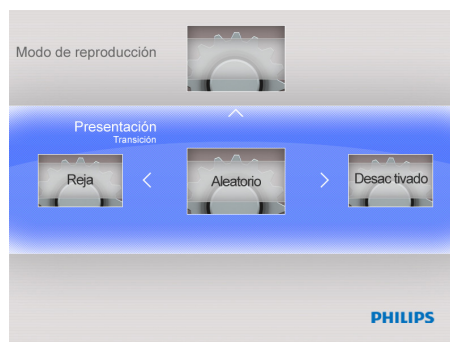 Modo de reproducción
Presentación
Transición
Reja
Aleatorio
Desac tivado
PHILIPS